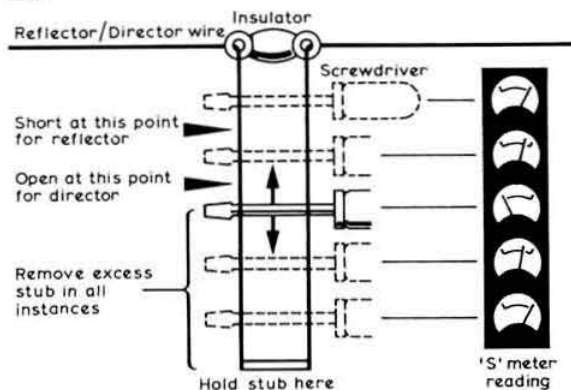 Insulator
Reflector/Director wire
Screwdriver
Short at this point
for reflector
Open at this point
for director
Remove excess
stub in all
instances
Hold stub here
'S' meter
reading